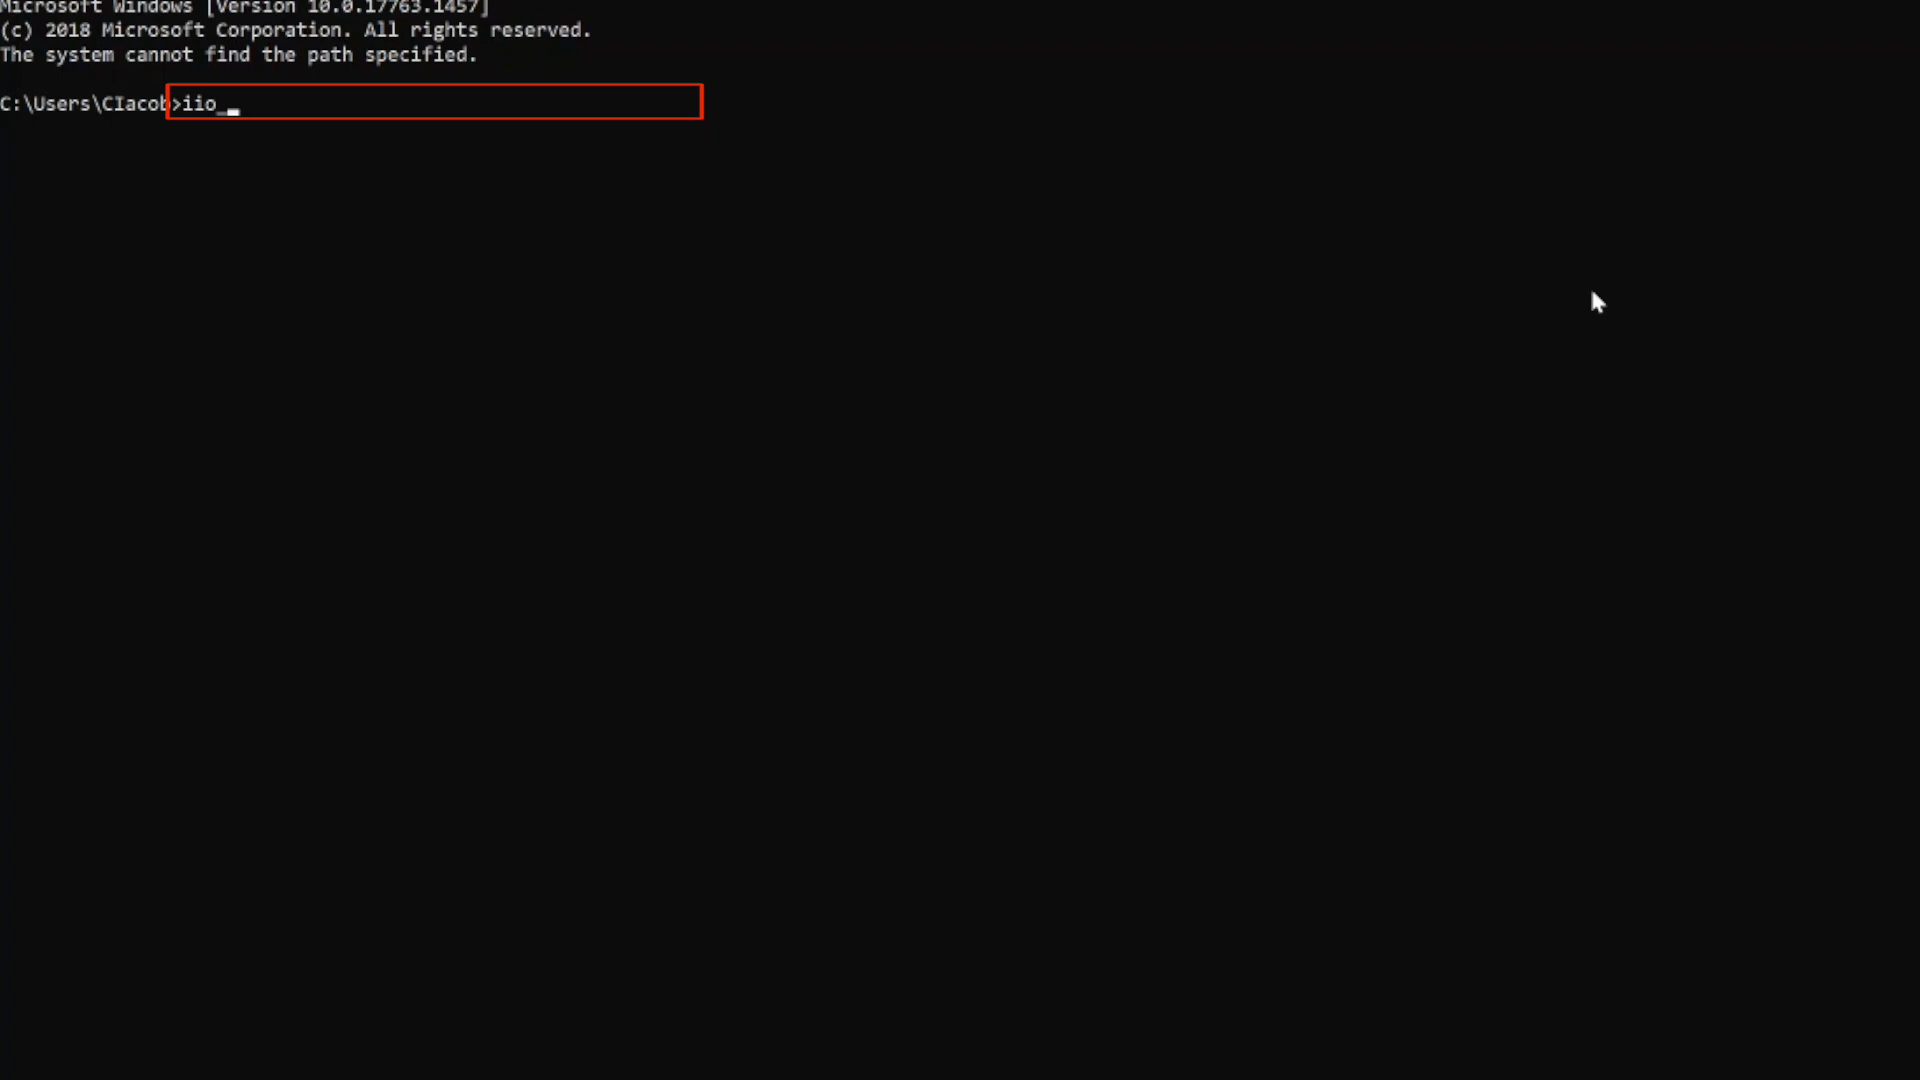 Microsoft Windows [Version 10.0.17763.1457]
(c) 2018 Microsoft Corporation. All rights reserved.
The system cannot find the path specified.
C:\Users\CIacob>iio_